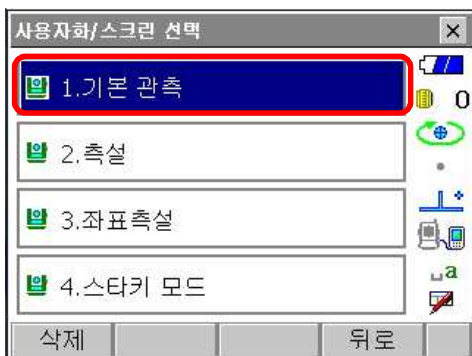 사용자화/스크린 선택
1.기본 관측
0
2.측설
3.좌표측설
4.스타키 모드
a
삭제 뒤로